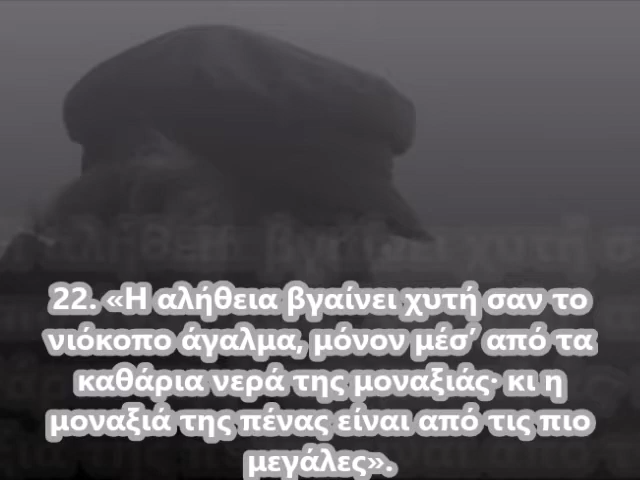 22. «Η αλήθεια βγαίνει χυτή σαν το
νιόκοπο άγαλμα, μόνον μέσ’ από τα
καθάρια νερά της μοναξιάς· κι η
μοναξιά της πένας είναι από τις πιο
μεγάλες».